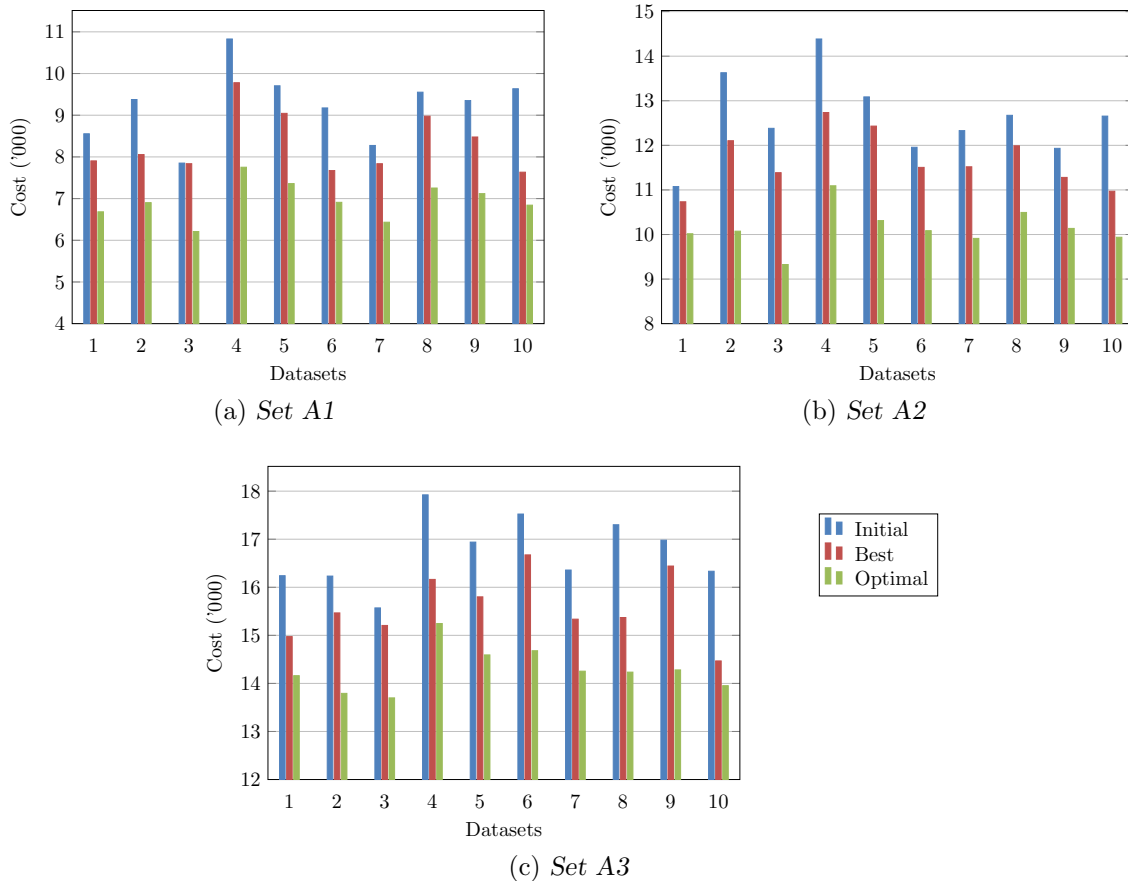 11
10
9
8
7
6
5
4
Cost ('000)
1 2 3 4 5 6 7 8 9 10
Datasets
(a) Set A1
15
14
13
12
11
10
9
8
Cost ('000)
1 2 3 4 5 6 7 8 9 10
Datasets
(b) Set A2
18
17
16
15
14
13
12
Cost ('000)
1 2 3 4 5 6 7 8 9 10
Datasets
(c) Set A3
Initial
Best
Optimal